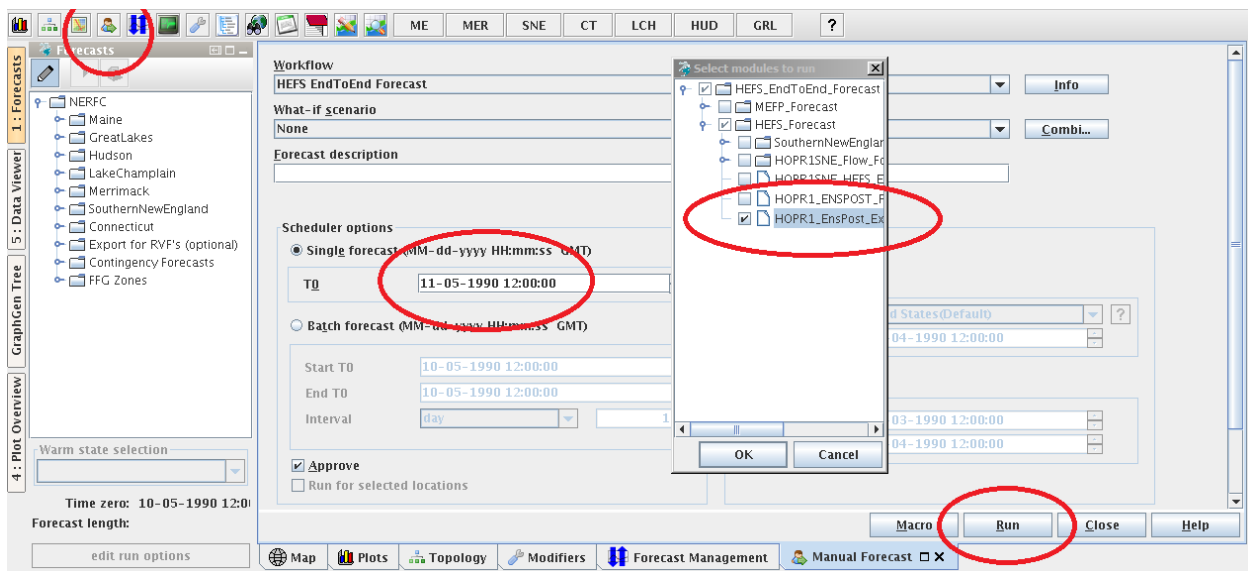 ME MER SNE CT LCH HUD GRL ?
1: Forecasts
5: Data Viewer
GraphGen Tree
4: Plot Overview
Forecasts
NERFC
Maine
GreatLakes
Hudson
LakeChamplain
Merrimack
SouthernNewEngland
Connecticut
Export for RVF's (optional)
Contingency Forecasts
FFG Zones
Warm state selection
Time zero: 10-05-1990 12:0
Forecast length:
edit run options
Workflow
HEFS EndToEnd Forecast
Info
What-if scenario
None
Combi...
Forecast description
Scheduler options
Single forecast (MM-dd-yyyy HH:mm:ss GMT)
T0 11-05-1990 12:00:00
Batch forecast (MM-dd-yyyy HH:mm:ss GMT)
Start T0 10-05-1990 12:00:00
End T0 10-05-1990 12:00:00
Interval day 1
Approve
Run for selected locations
Select modules to run
HEFS_EndToEnd_Forecast
MEFP_Forecast
HEFS_Forecast
SouthernNewEnglan
HOPR1SNE_Flow_Fo
HOPR1SNE_HEFS_E
HOPR1_ENSPOST_F
HOPR1_EnsPost_Ex
OK Cancel
d States(Default) ?
04-1990 12:00:00
03-1990 12:00:00
04-1990 12:00:00
Macro Run Close Help
Map Plots Topology Modifiers Forecast Management Manual Forecast